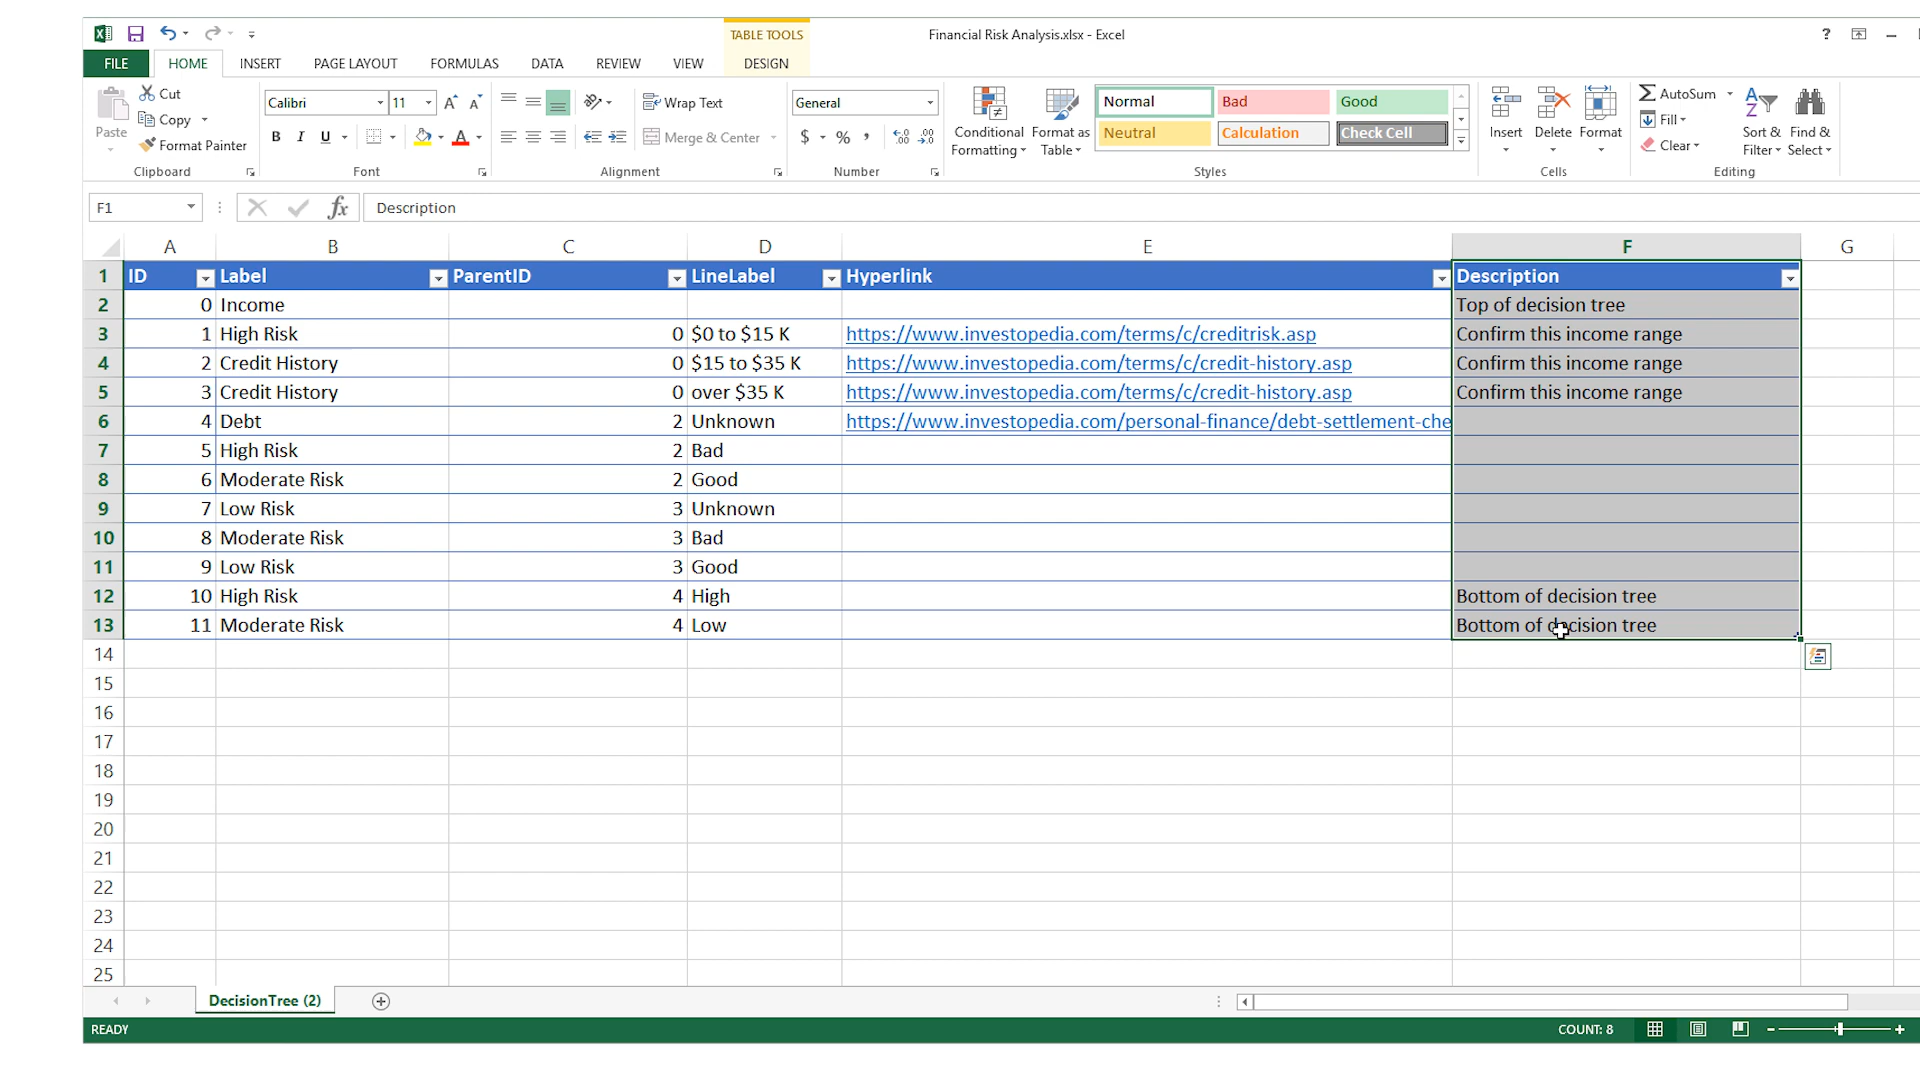 Financial Risk Analysis.xlsx - Excel
TABLE TOOLS
?
FILE HOME INSERT PAGE LAYOUT FORMULAS DATA REVIEW VIEW DESIGN
Paste
Cut
Copy
Format Painter
Clipboard
Calibri 11
B I U A
Font
Wrap Text
Merge & Center
Alignment
General
$ % ,
Number
Conditional Formatting
Format as Table
Normal Bad Good
Neutral Calculation Check Cell
Styles
Insert Delete Format
Cells
AutoSum
Fill
Clear
Sort & Filter
Find & Select
Editing
F1 fx Description
A B C D E F G
1 ID Label ParentID LineLabel Hyperlink Description
2 0 Income Top of decision tree
3 1 High Risk 0 $0 to $15 K https://www.investopedia.com/terms/c/creditrisk.asp Confirm this income range
4 2 Credit History 0 $15 to $35 K https://www.investopedia.com/terms/c/credit-history.asp Confirm this income range
5 3 Credit History 0 over $35 K https://www.investopedia.com/terms/c/credit-history.asp Confirm this income range
6 4 Debt 2 Unknown https://www.investopedia.com/personal-finance/debt-settlement-che
7 5 High Risk 2 Bad
8 6 Moderate Risk 2 Good
9 7 Low Risk 3 Unknown
10 8 Moderate Risk 3 Bad
11 9 Low Risk 3 Good
12 10 High Risk 4 High Bottom of decision tree
13 11 Moderate Risk 4 Low Bottom of decision tree
14
15
16
17
18
19
20
21
22
23
24
25
DecisionTree (2)
READY COUNT: 8